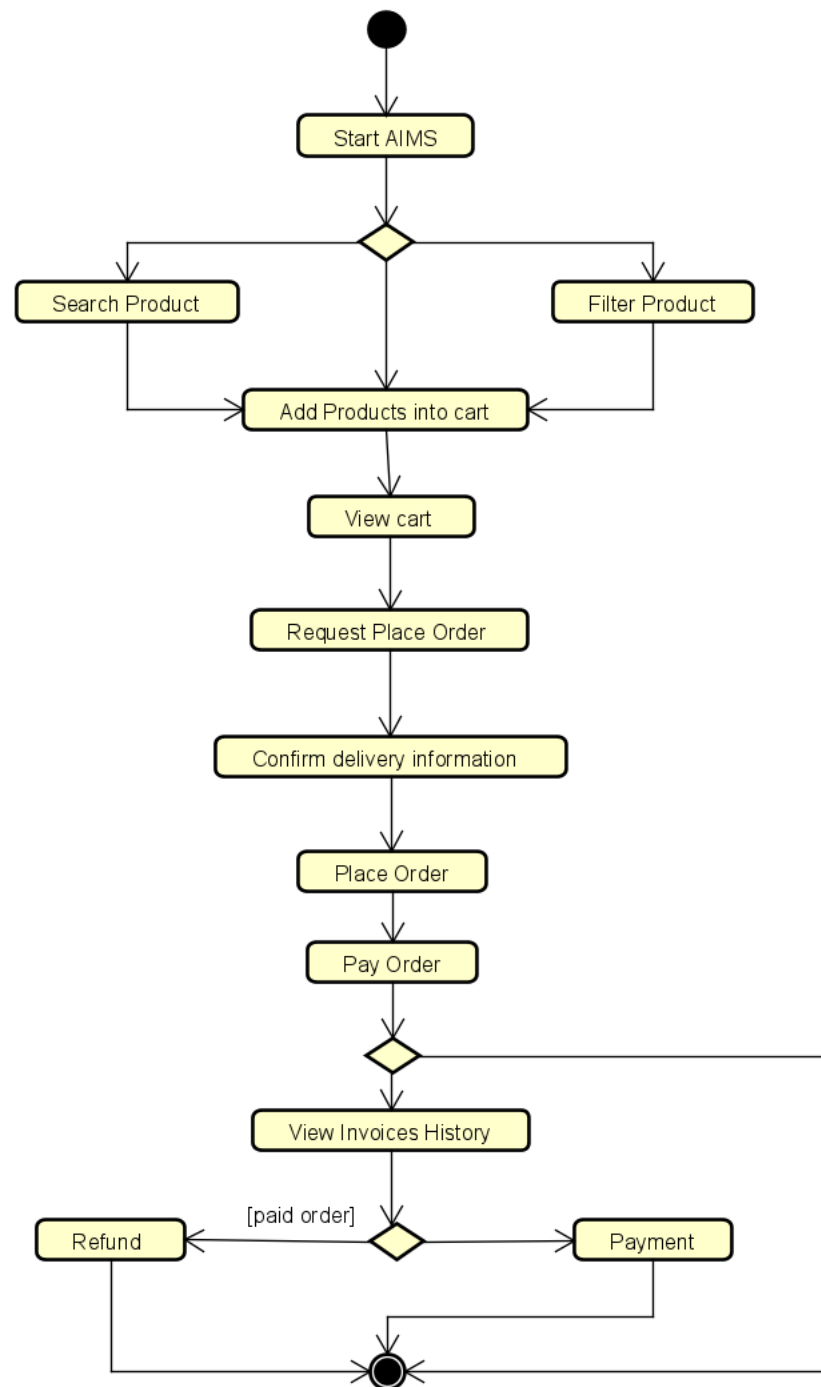 Start AIMS
Search Product
Filter Product
Add Products into cart
View cart
Request Place Order
Confirm delivery information
Place Order
Pay Order
View Invoices History
[paid order]
Refund
Payment